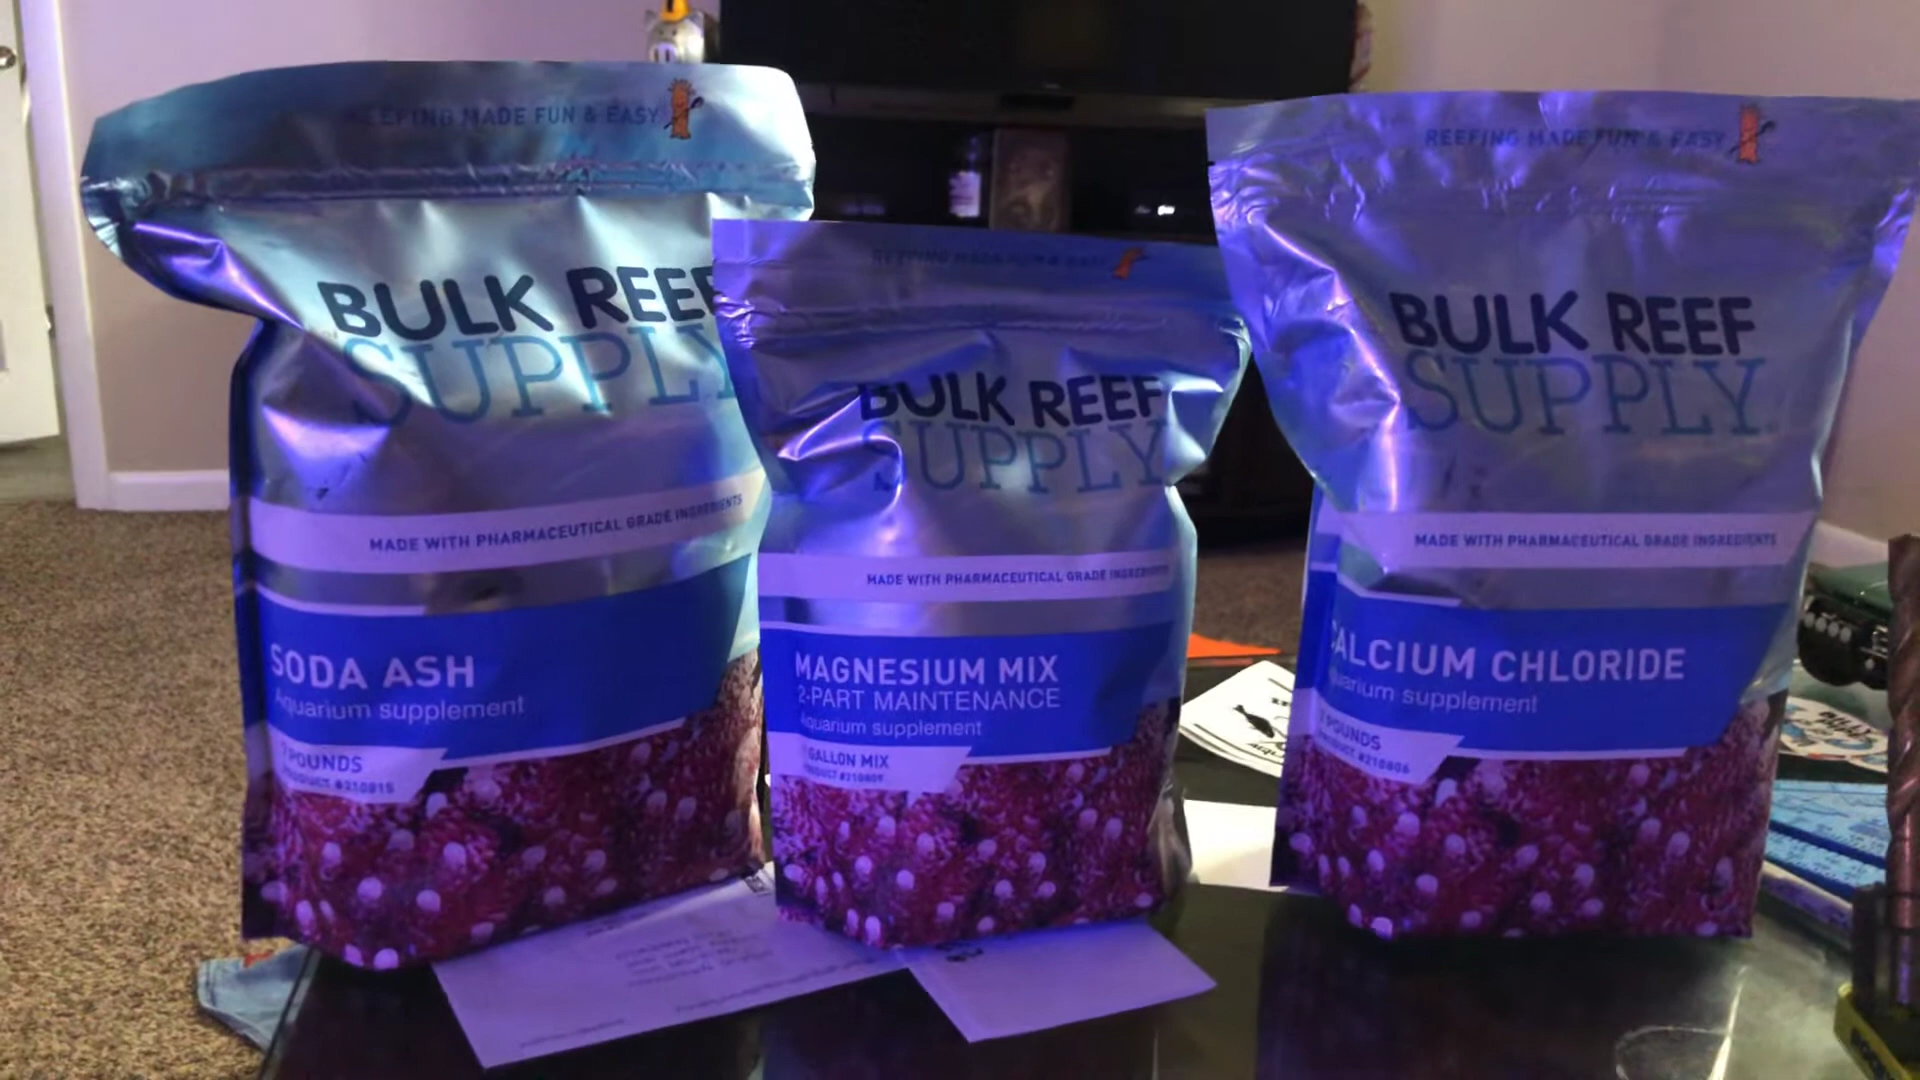 REEFING MADE FUN & EASY
BULK REEF
SUPPLY
MADE WITH PHARMACEUTICAL GRADE INGREDIENTS
SODA ASH
Aquarium supplement
7 POUNDS
PRODUCT #210815
REEFING MADE FUN & EASY
BULK REEF
SUPPLY
MADE WITH PHARMACEUTICAL GRADE INGREDIENTS
MAGNESIUM MIX
2-PART MAINTENANCE
Aquarium supplement
GALLON MIX
PRODUCT #210809
REEFING MADE FUN & EASY
BULK REEF
SUPPLY
MADE WITH PHARMACEUTICAL GRADE INGREDIENTS
CALCIUM CHLORIDE
Aquarium supplement
POUNDS
PRODUCT #210806